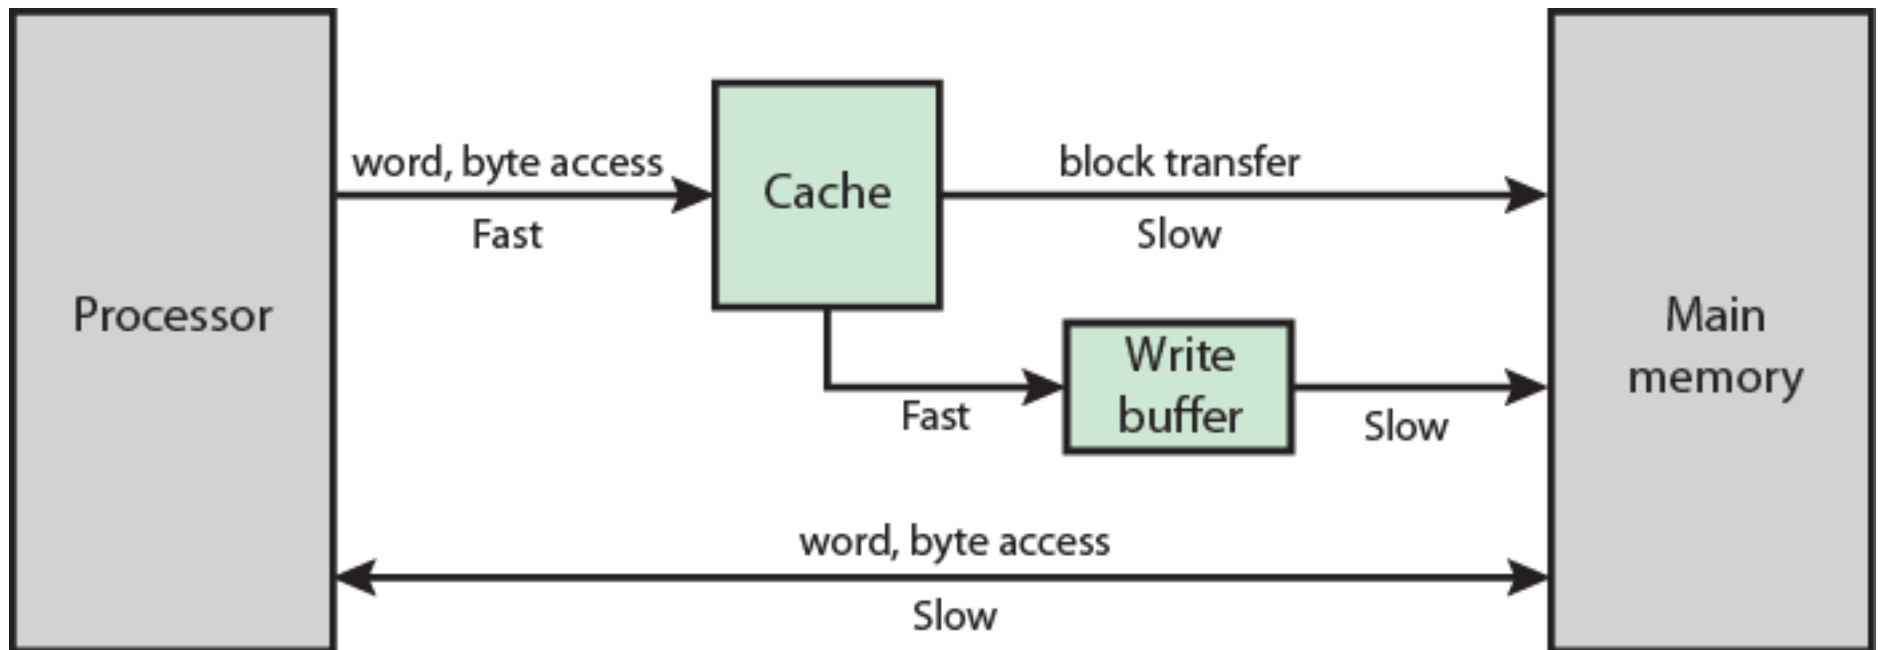 Processor
word, byte access
Fast
Cache
block transfer
Slow
Fast
Write
buffer
Slow
word, byte access
Slow
Main
memory